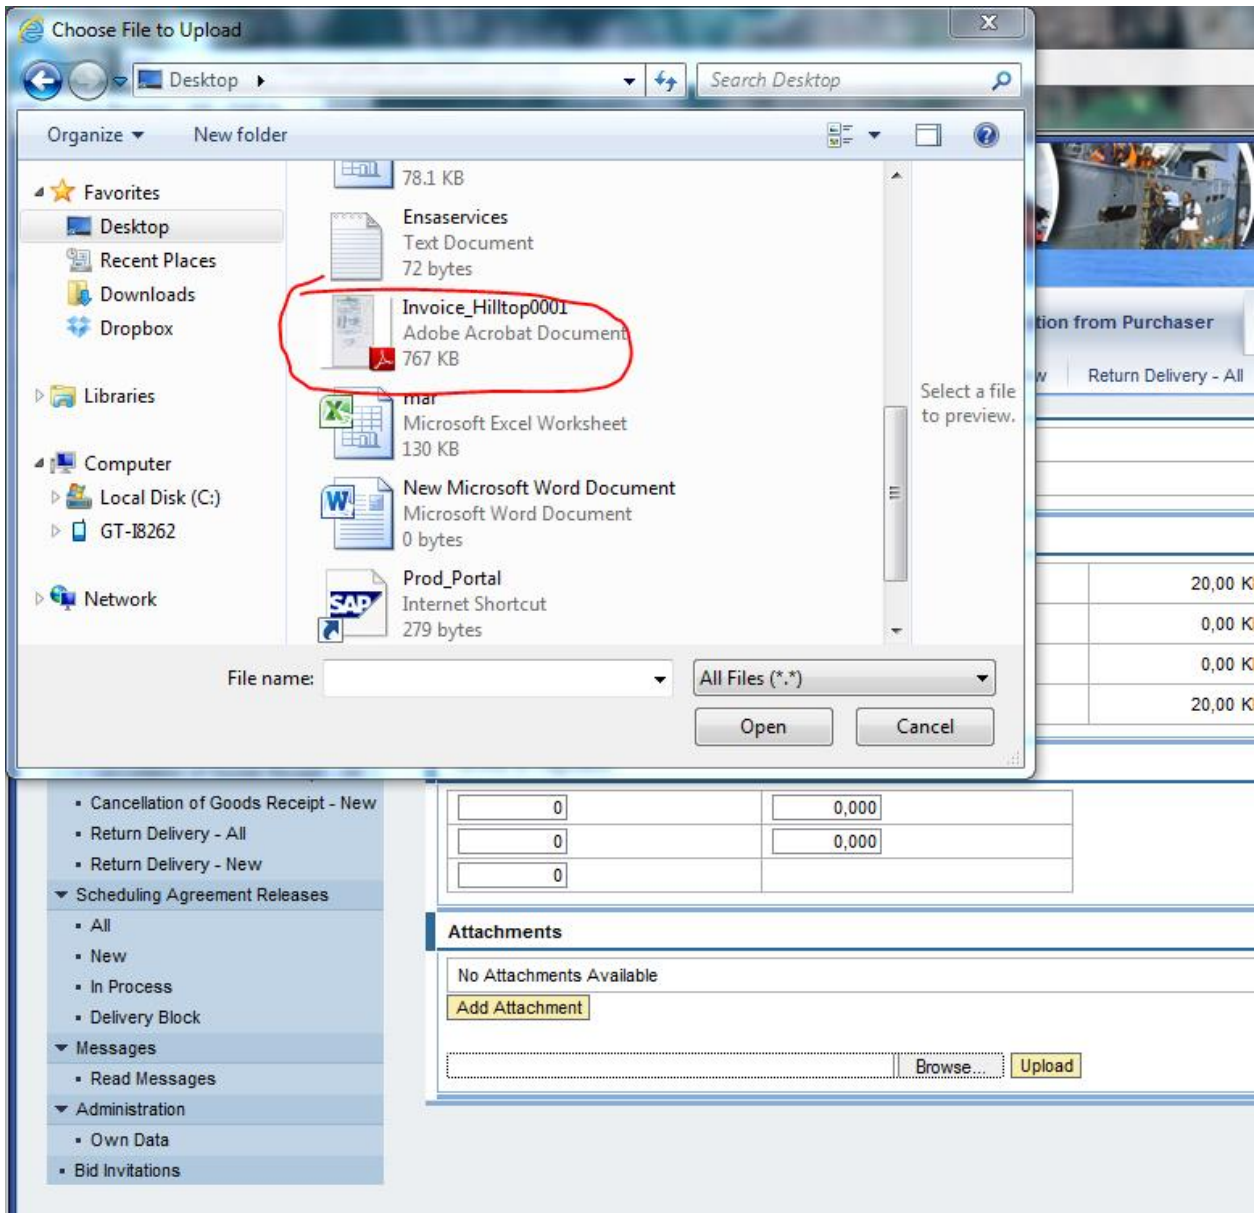 Choose File to Upload
Desktop
Search Desktop
Organize
New folder
Favorites
Desktop
Recent Places
Downloads
Dropbox
Libraries
Computer
Local Disk (C:)
GT-I8262
Network
78.1 KB
Ensaservices
Text Document
72 bytes
Invoice_Hilltop0001
Adobe Acrobat Document
767 KB
mar
Microsoft Excel Worksheet
130 KB
New Microsoft Word Document
Microsoft Word Document
0 bytes
SAP
Prod_Portal
Internet Shortcut
279 bytes
Select a file
to preview.
File name:
All Files (*.*)
Open
Cancel
tion from Purchaser
w
Return Delivery - All
20,00 K
0,00 K
0,00 K
20,00 K
Cancellation of Goods Receipt - New
Return Delivery - All
Return Delivery - New
Scheduling Agreement Releases
All
New
In Process
Delivery Block
Messages
Read Messages
Administration
Own Data
Bid Invitations
0 0,000
0 0,000
0
Attachments
No Attachments Available
Add Attachment
Browse... Upload